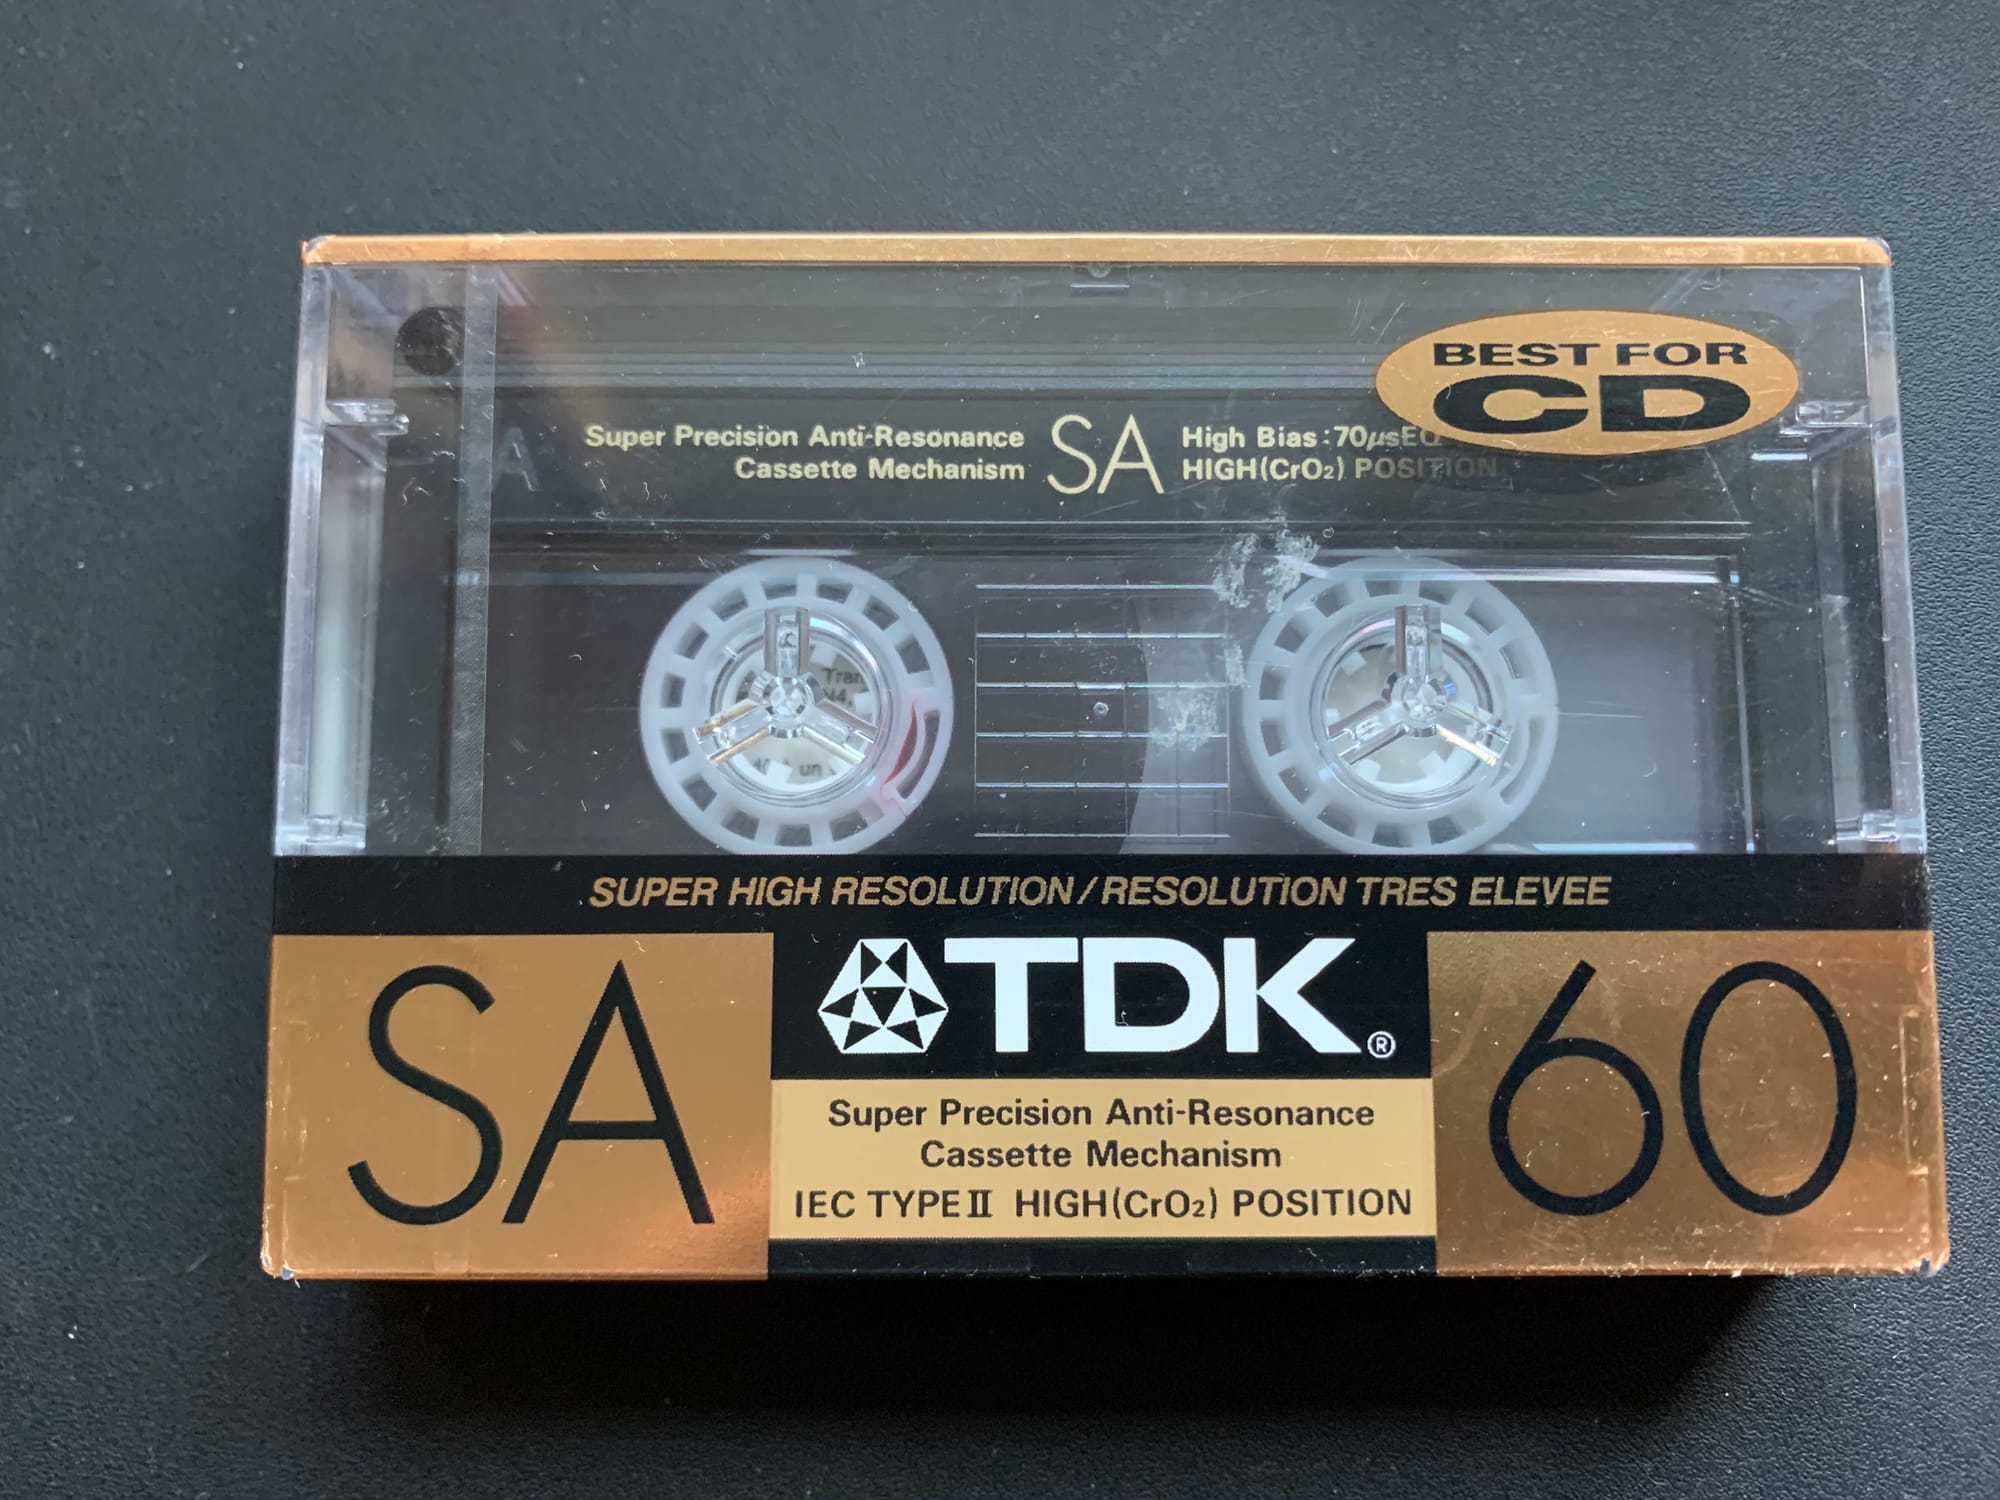 BEST FOR
CD
Super Precision Anti-Resonance
Cassette Mechanism
SA
High Bias:70μsEQ
HIGH(CrO₂) POSITION
A
SUPER HIGH RESOLUTION/RESOLUTION TRES ELEVEE
SA
TDK®
60
Super Precision Anti-Resonance
Cassette Mechanism
IEC TYPE II HIGH(CrO₂) POSITION